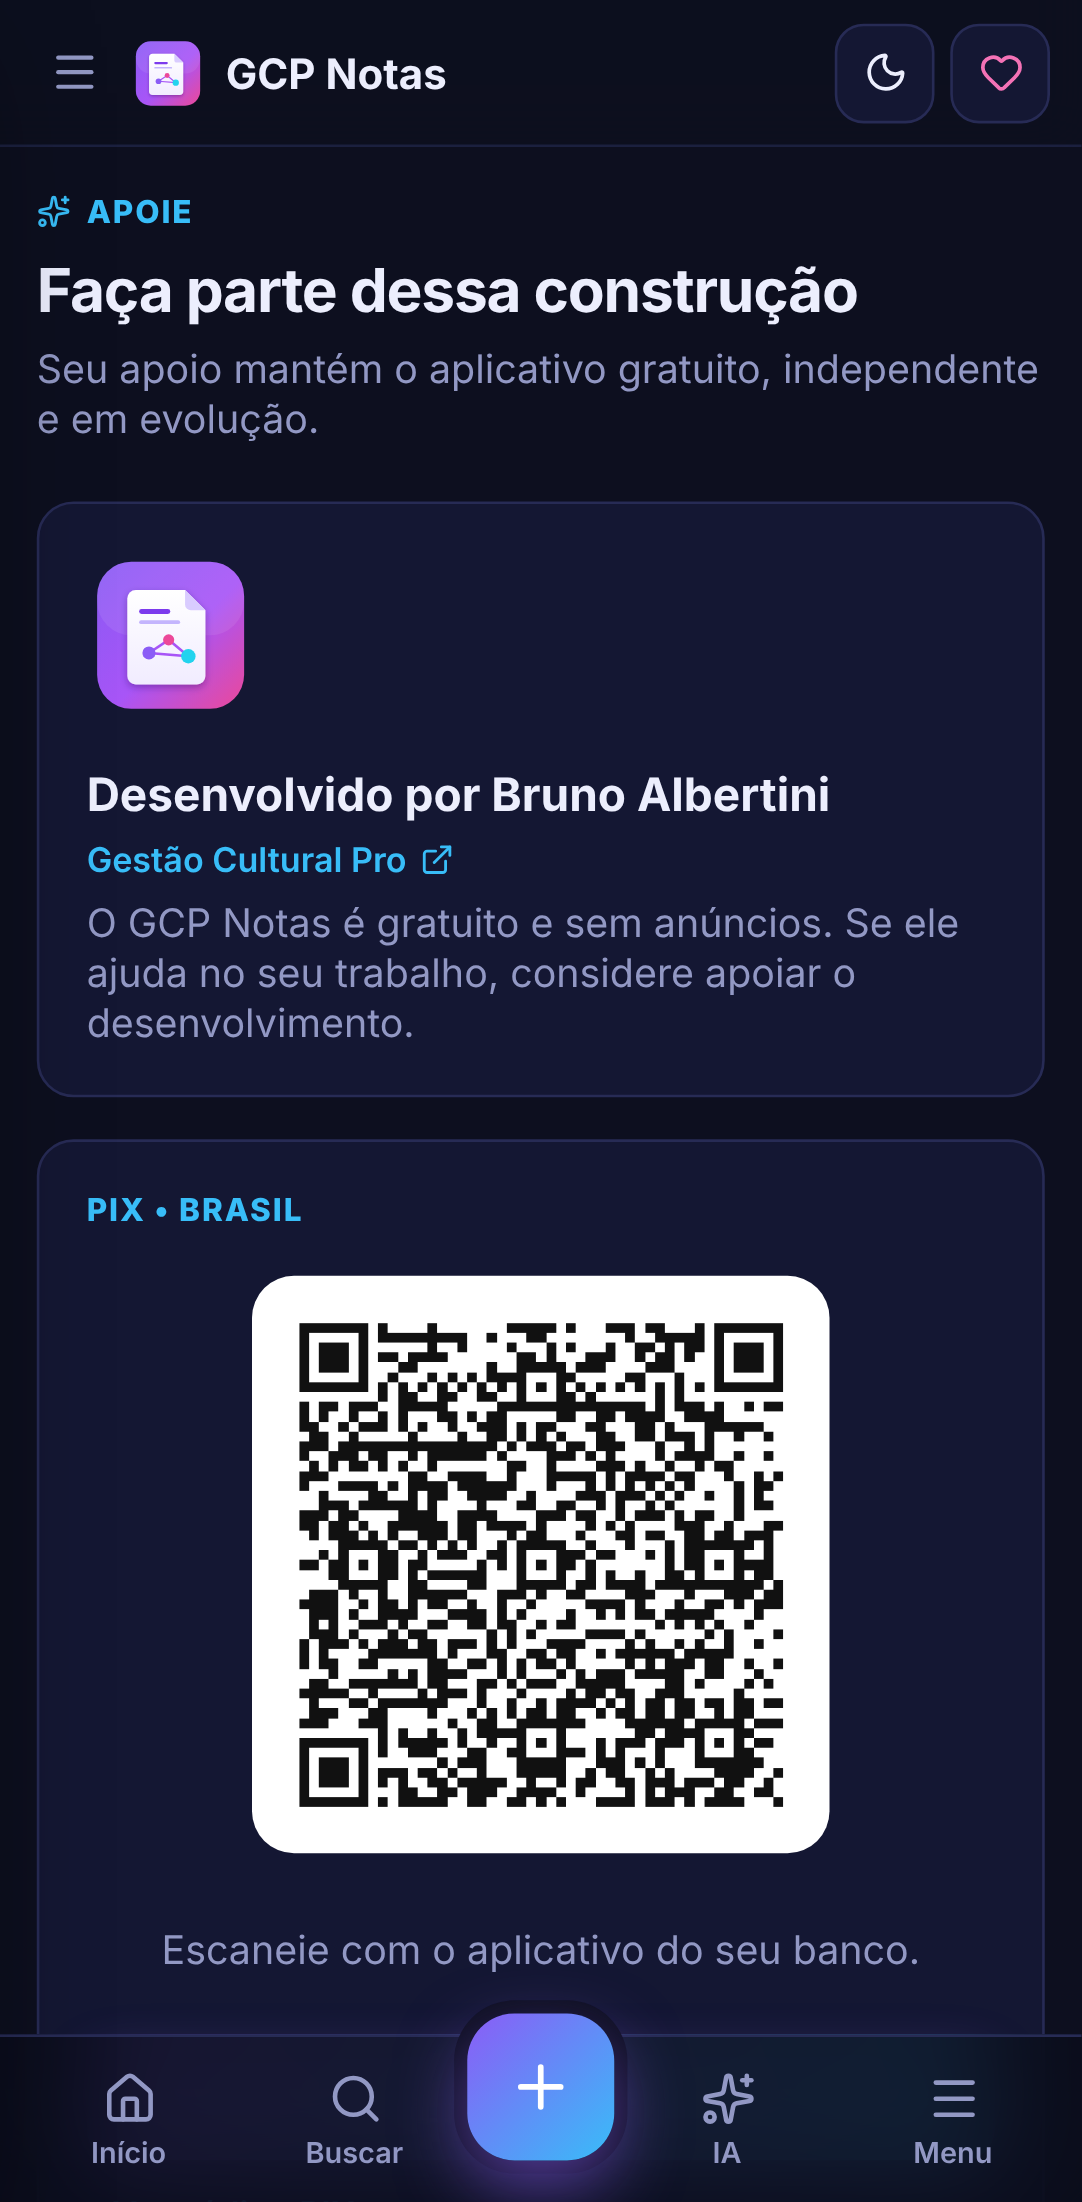 GCP Notas
APOIE
Faça parte dessa construção
Seu apoio mantém o aplicativo gratuito, independente
e em evolução.
Desenvolvido por Bruno Albertini
Gestão Cultural Pro
O GCP Notas é gratuito e sem anúncios. Se ele
ajuda no seu trabalho, considere apoiar o
desenvolvimento.
PIX • BRASIL
Escaneie com o aplicativo do seu banco.
Início
Buscar
IA
Menu